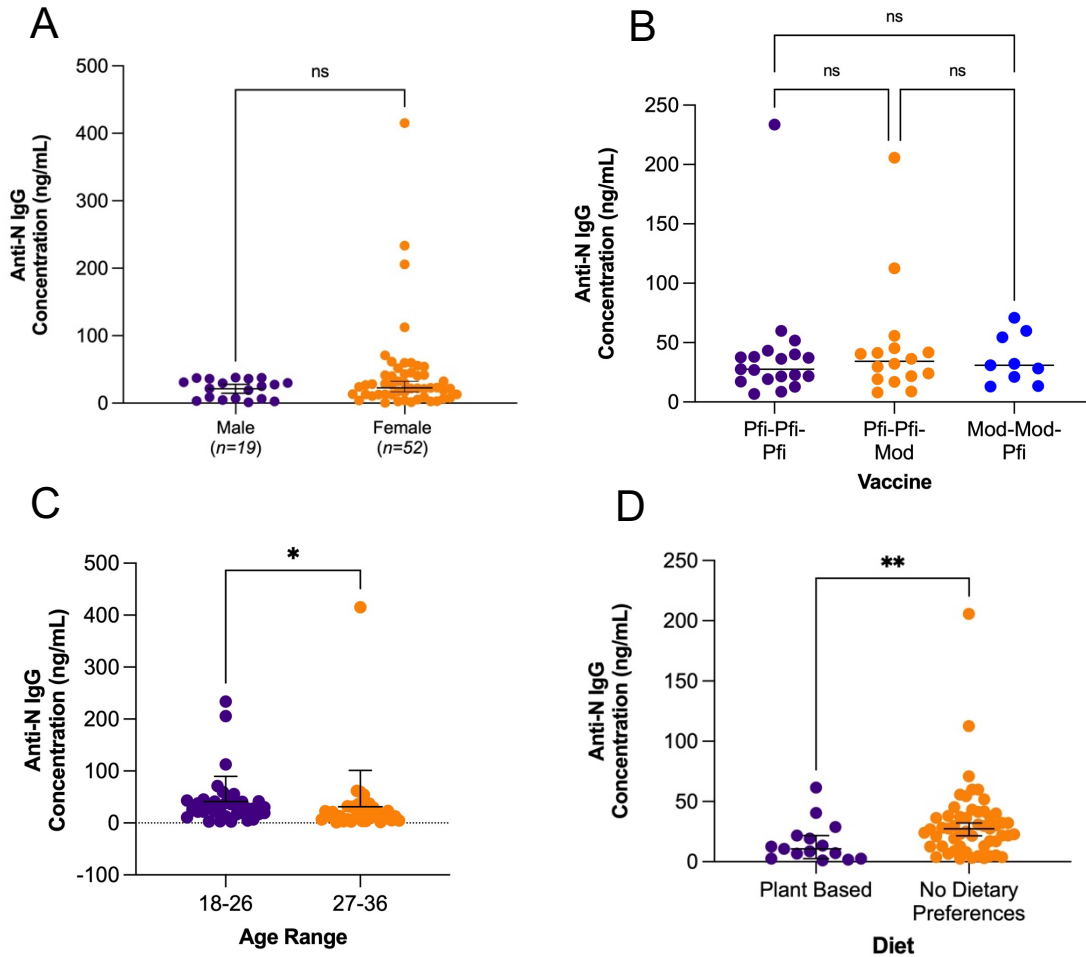 A
Anti-N IgG
Concentration (ng/mL)
500
400
300
200
100
0
ns
Male
(n=19)
Female
(n=52)
B
Anti-N IgG
Concentration (ng/mL)
250
200
150
100
50
0
ns
ns
ns
Pfi-Pfi-
Pfi
Pfi-Pfi-
Mod
Mod-Mod-
Pfi
Vaccine
C
Anti-N IgG
Concentration (ng/mL)
500
400
300
200
100
0
-100
*
18-26
27-36
Age Range
D
Anti-N IgG
Concentration (ng/mL)
250
200
150
100
50
0
**
Plant Based
No Dietary
Preferences
Diet